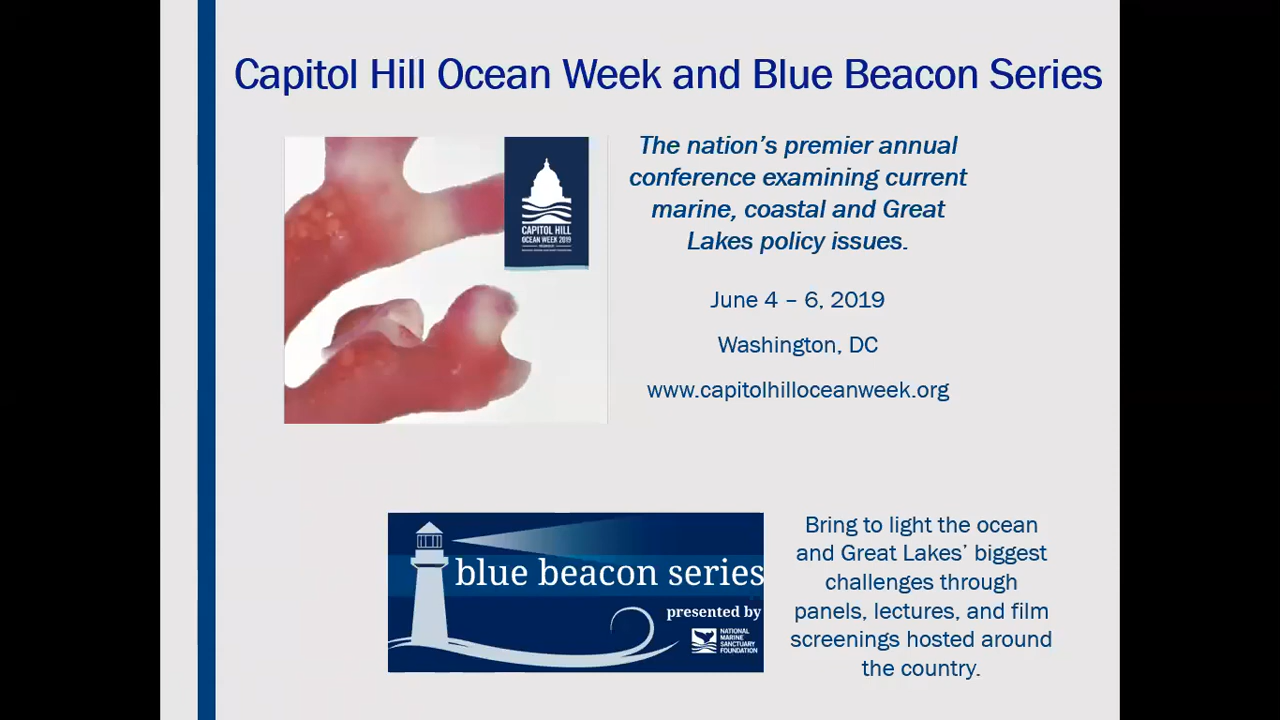 Capitol Hill Ocean Week and Blue Beacon Series
CAPITOL HILL
OCEAN WEEK 2019
The nation's premier annual
conference examining current
marine, coastal and Great
Lakes policy issues.
June 4 – 6, 2019
Washington, DC
www.capitolhilloceanweek.org
blue beacon series
presented by
NATIONAL
MARINE
SANCTUARY
FOUNDATION
Bring to light the ocean
and Great Lakes' biggest
challenges through
panels, lectures, and film
screenings hosted around
the country.